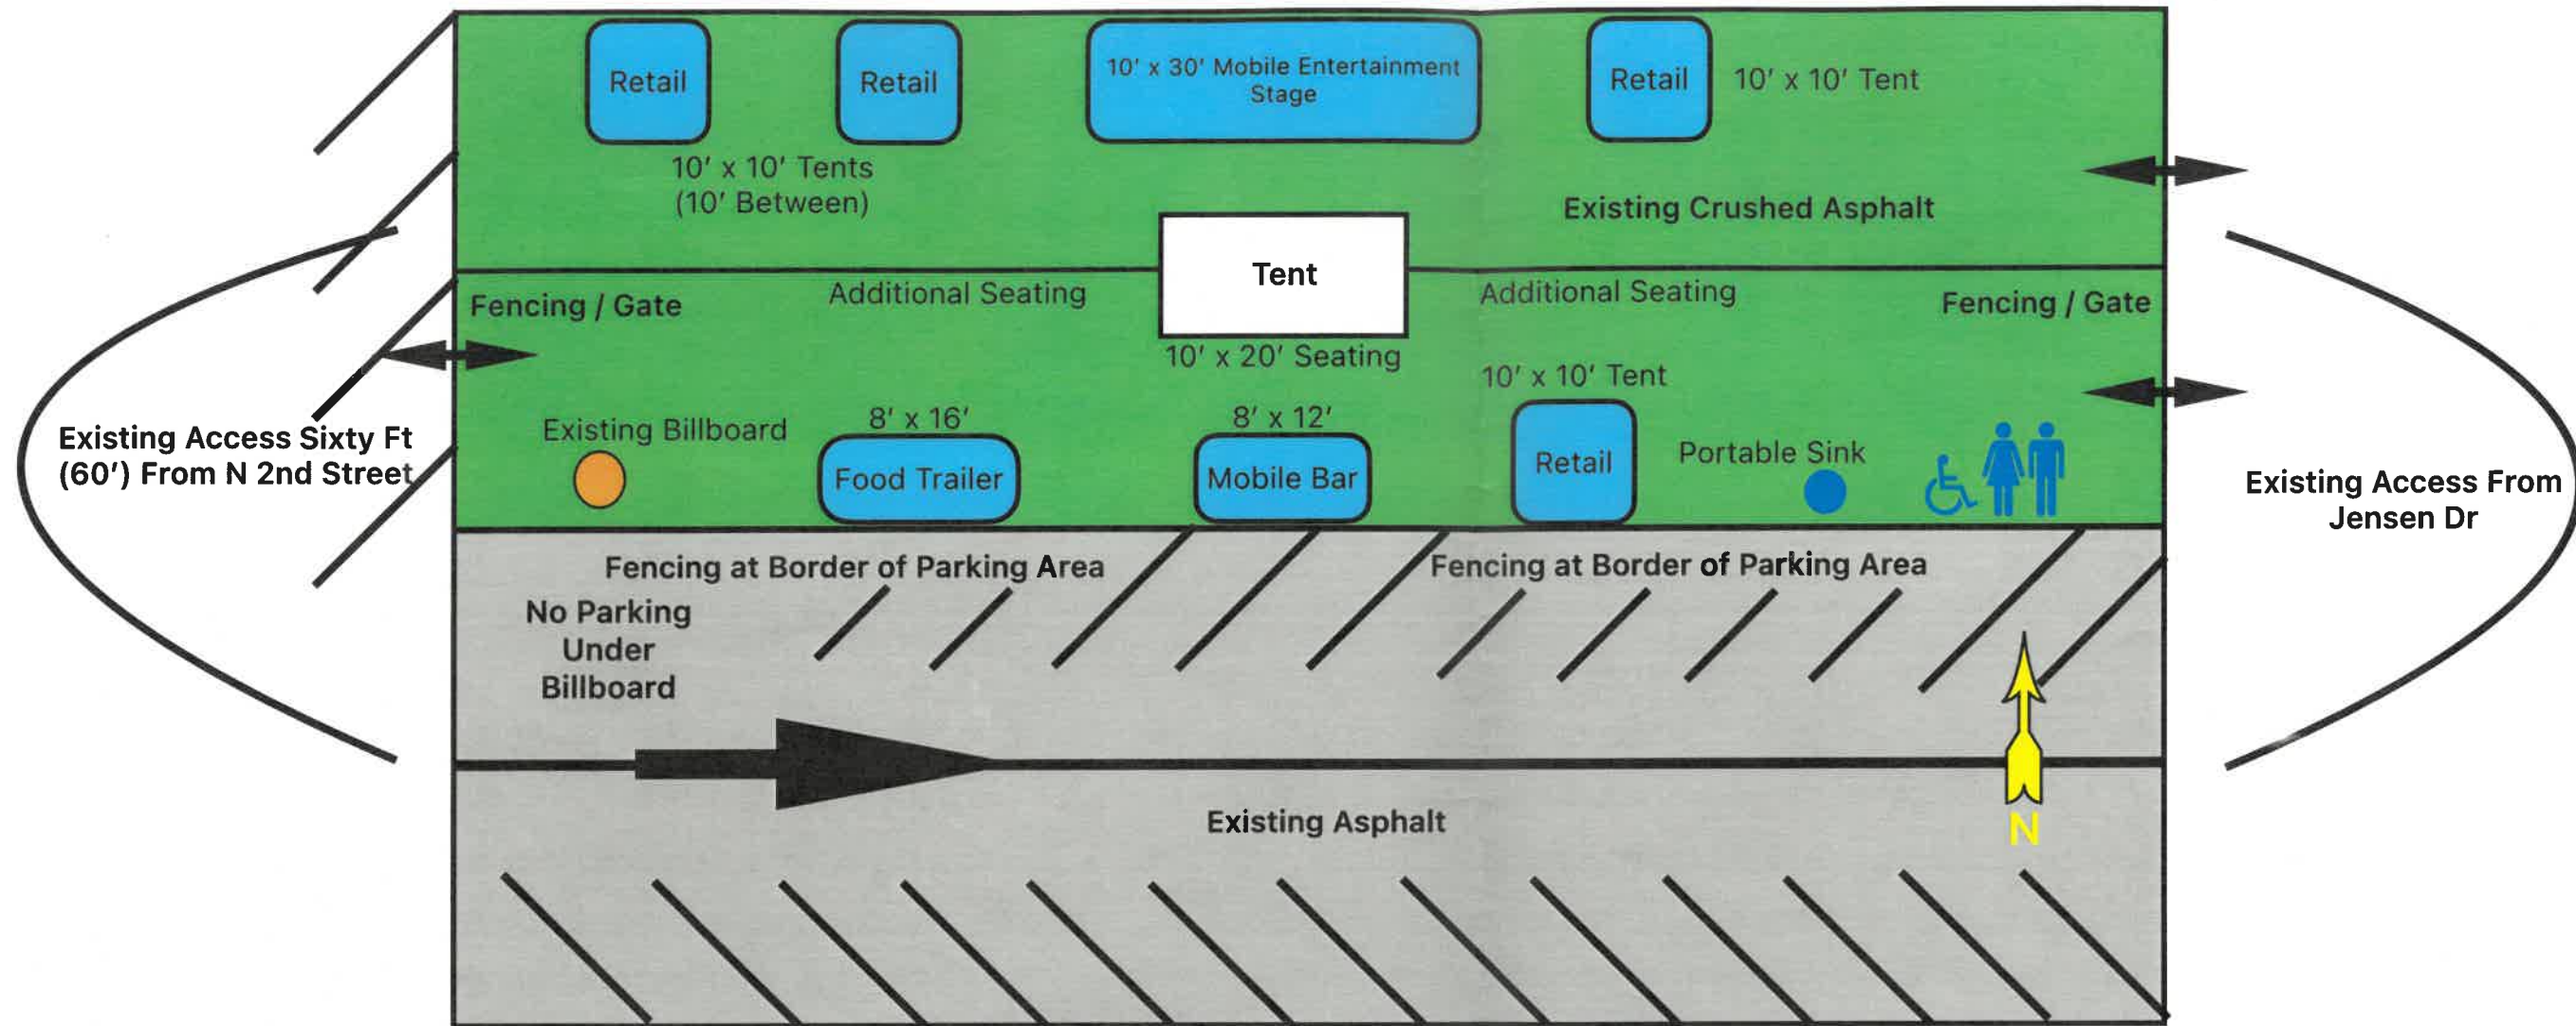 Retail
Retail
10' x 30' Mobile Entertainment
Stage
Retail
10' x 10' Tent
10' x 10' Tents
(10' Between)
Existing Crushed Asphalt
Tent
Fencing / Gate
Additional Seating
Additional Seating
Fencing / Gate
10' x 20' Seating
10' x 10' Tent
Existing Billboard
8' x 16'
8' x 12'
Existing Access Sixty Ft
(60') From N 2nd Street
Food Trailer
Mobile Bar
Retail
Portable Sink
Existing Access From
Jensen Dr
Fencing at Border of Parking Area
Fencing at Border of Parking Area
No Parking
Under
Billboard
Existing Asphalt
N